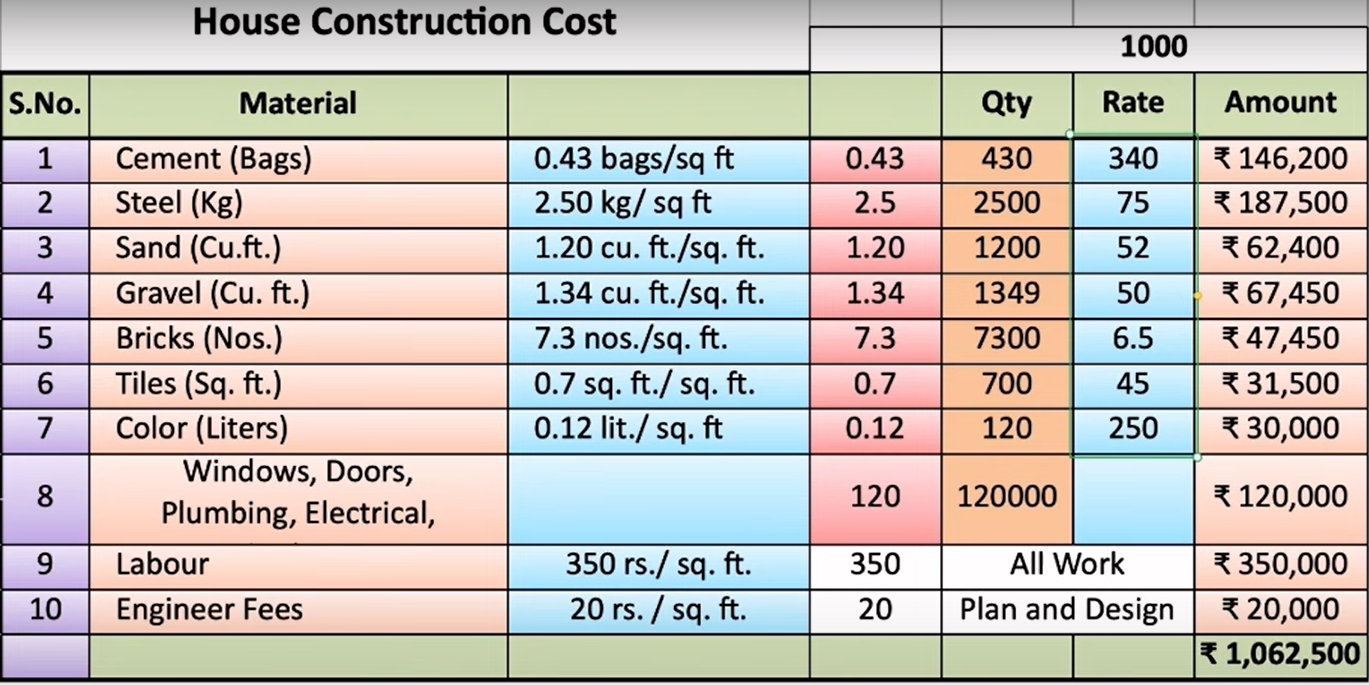 House Construction Cost
1000
S.No. Material Qty Rate Amount
1 Cement (Bags) 0.43 bags/sq ft 0.43 430 340 ₹ 146,200
2 Steel (Kg) 2.50 kg/ sq ft 2.5 2500 75 ₹ 187,500
3 Sand (Cu.ft.) 1.20 cu. ft./sq. ft. 1.20 1200 52 ₹ 62,400
4 Gravel (Cu. ft.) 1.34 cu. ft./sq. ft. 1.34 1349 50 ₹ 67,450
5 Bricks (Nos.) 7.3 nos./sq. ft. 7.3 7300 6.5 ₹ 47,450
6 Tiles (Sq. ft.) 0.7 sq. ft./ sq. ft. 0.7 700 45 ₹ 31,500
7 Color (Liters) 0.12 lit./ sq. ft 0.12 120 250 ₹ 30,000
Windows, Doors,
8 Plumbing, Electrical, 120 120000 ₹ 120,000
9 Labour 350 rs./ sq. ft. 350 All Work ₹ 350,000
10 Engineer Fees 20 rs. / sq. ft. 20 Plan and Design ₹ 20,000
₹ 1,062,500